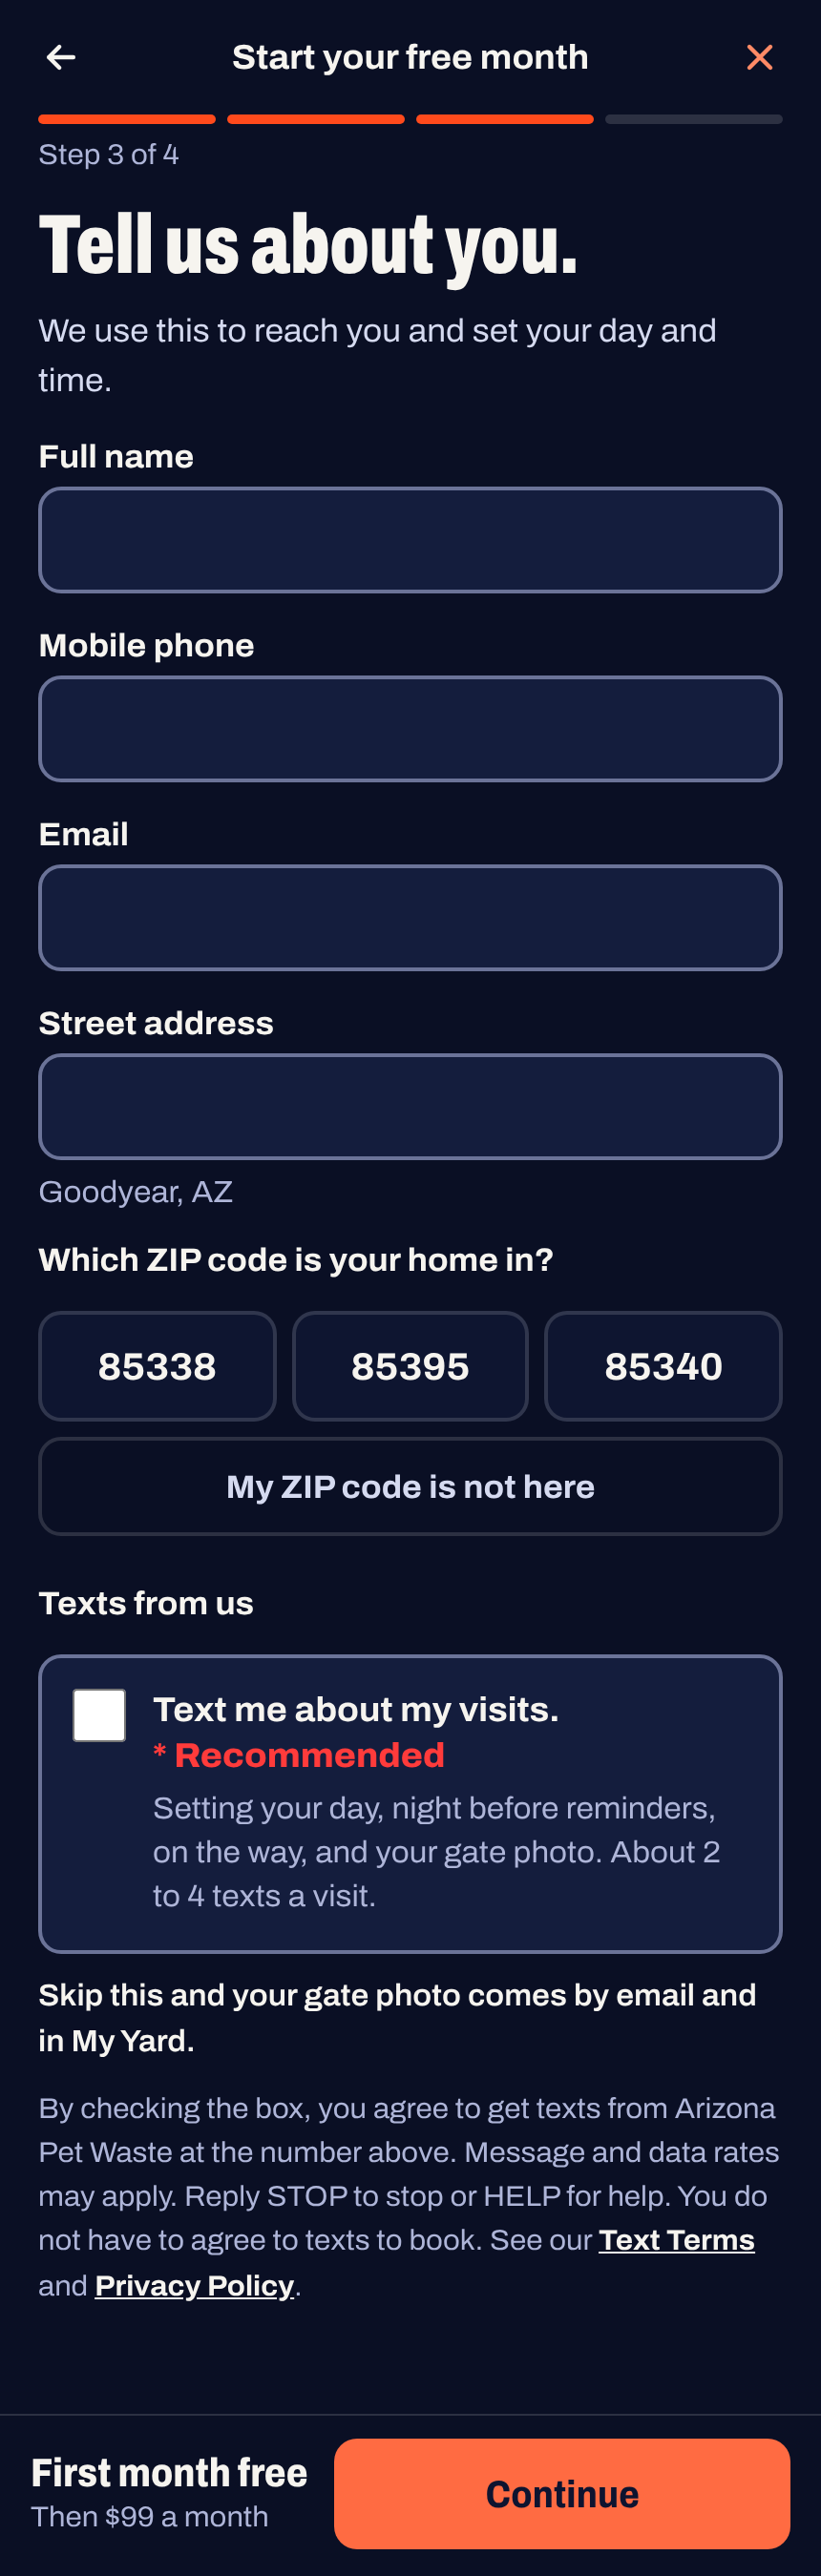 Start your free month
Step 3 of 4
Tell us about you.
We use this to reach you and set your day and
time.
Full name
Mobile phone
Email
Street address
Goodyear, AZ
Which ZIP code is your home in?
85338 85395 85340
My ZIP code is not here
Texts from us
Text me about my visits.
* Recommended
Setting your day, night before reminders,
on the way, and your gate photo. About 2
to 4 texts a visit.
Skip this and your gate photo comes by email and
in My Yard.
By checking the box, you agree to get texts from Arizona
Pet Waste at the number above. Message and data rates
may apply. Reply STOP to stop or HELP for help. You do
not have to agree to texts to book. See our Text Terms
and Privacy Policy.
First month free
Then $99 a month
Continue